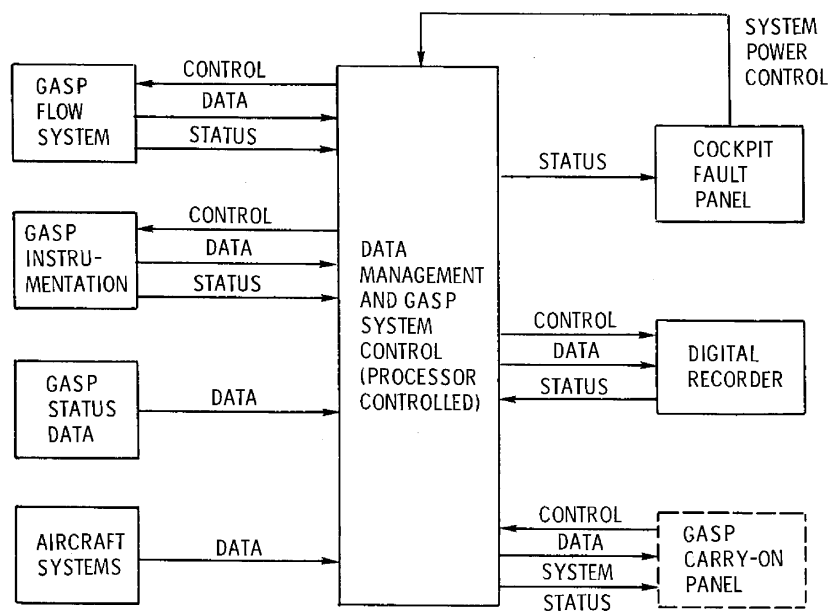 SYSTEM
POWER
CONTROL
GASP
FLOW
SYSTEM
CONTROL
DATA
STATUS
STATUS
COCKPIT
FAULT
PANEL
GASP
INSTRU-
MENTATION
CONTROL
DATA
STATUS
DATA
MANAGEMENT
AND GASP
SYSTEM
CONTROL
(PROCESSOR
CONTROLLED)
CONTROL
DATA
STATUS
DIGITAL
RECORDER
GASP
STATUS
DATA
DATA
AIRCRAFT
SYSTEMS
DATA
CONTROL
DATA
SYSTEM
STATUS
GASP
CARRY-ON
PANEL